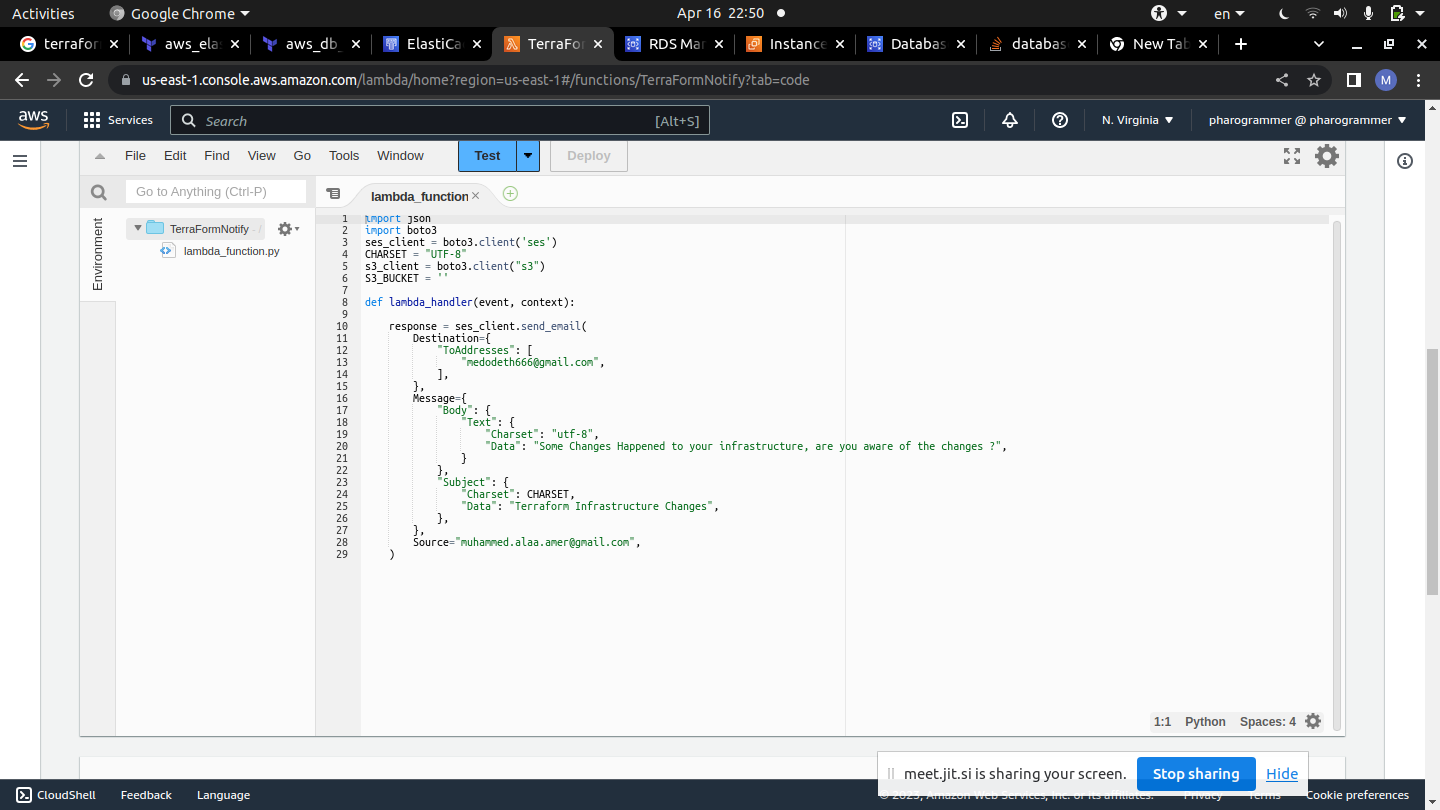 Activities
Google Chrome
Apr 16 22:50
en
terrafor
aws_ela
aws_db_
ElastiCa
TerraFor
RDS Mar
Instance
Databas
databas
New Tab
us-east-1.console.aws.amazon.com/lambda/home?region=us-east-1#/functions/TerraFormNotify?tab=code
M
aws
Services
Search
[Alt+S]
N. Virginia
pharogrammer @ pharogrammer
File Edit Find View Go Tools Window
Test
Deploy
Go to Anything (Ctrl-P)
lambda_function
Environment
TerraFormNotify - /
lambda_function.py
1 import json
2 import boto3
3 ses_client = boto3.client('ses')
4 CHARSET = "UTF-8"
5 s3_client = boto3.client("s3")
6 S3_BUCKET = ''
7
8 def lambda_handler(event, context):
9
10 response = ses_client.send_email(
11 Destination={
12 "ToAddresses": [
13 "medodeth666@gmail.com",
14 ],
15 },
16 Message={
17 "Body": {
18 "Text": {
19 "Charset": "utf-8",
20 "Data": "Some Changes Happened to your infrastructure, are you aware of the changes ?",
21 }
22 },
23 "Subject": {
24 "Charset": CHARSET,
25 "Data": "Terraform Infrastructure Changes",
26 },
27 },
28 Source="muhammed.alaa.amer@gmail.com",
29 )
1:1 Python Spaces: 4
meet.jit.si is sharing your screen.
Stop sharing
Hide
CloudShell
Feedback
Language
© 2023, Amazon Web Services, Inc. or its affiliates.
Privacy
Terms
Cookie preferences